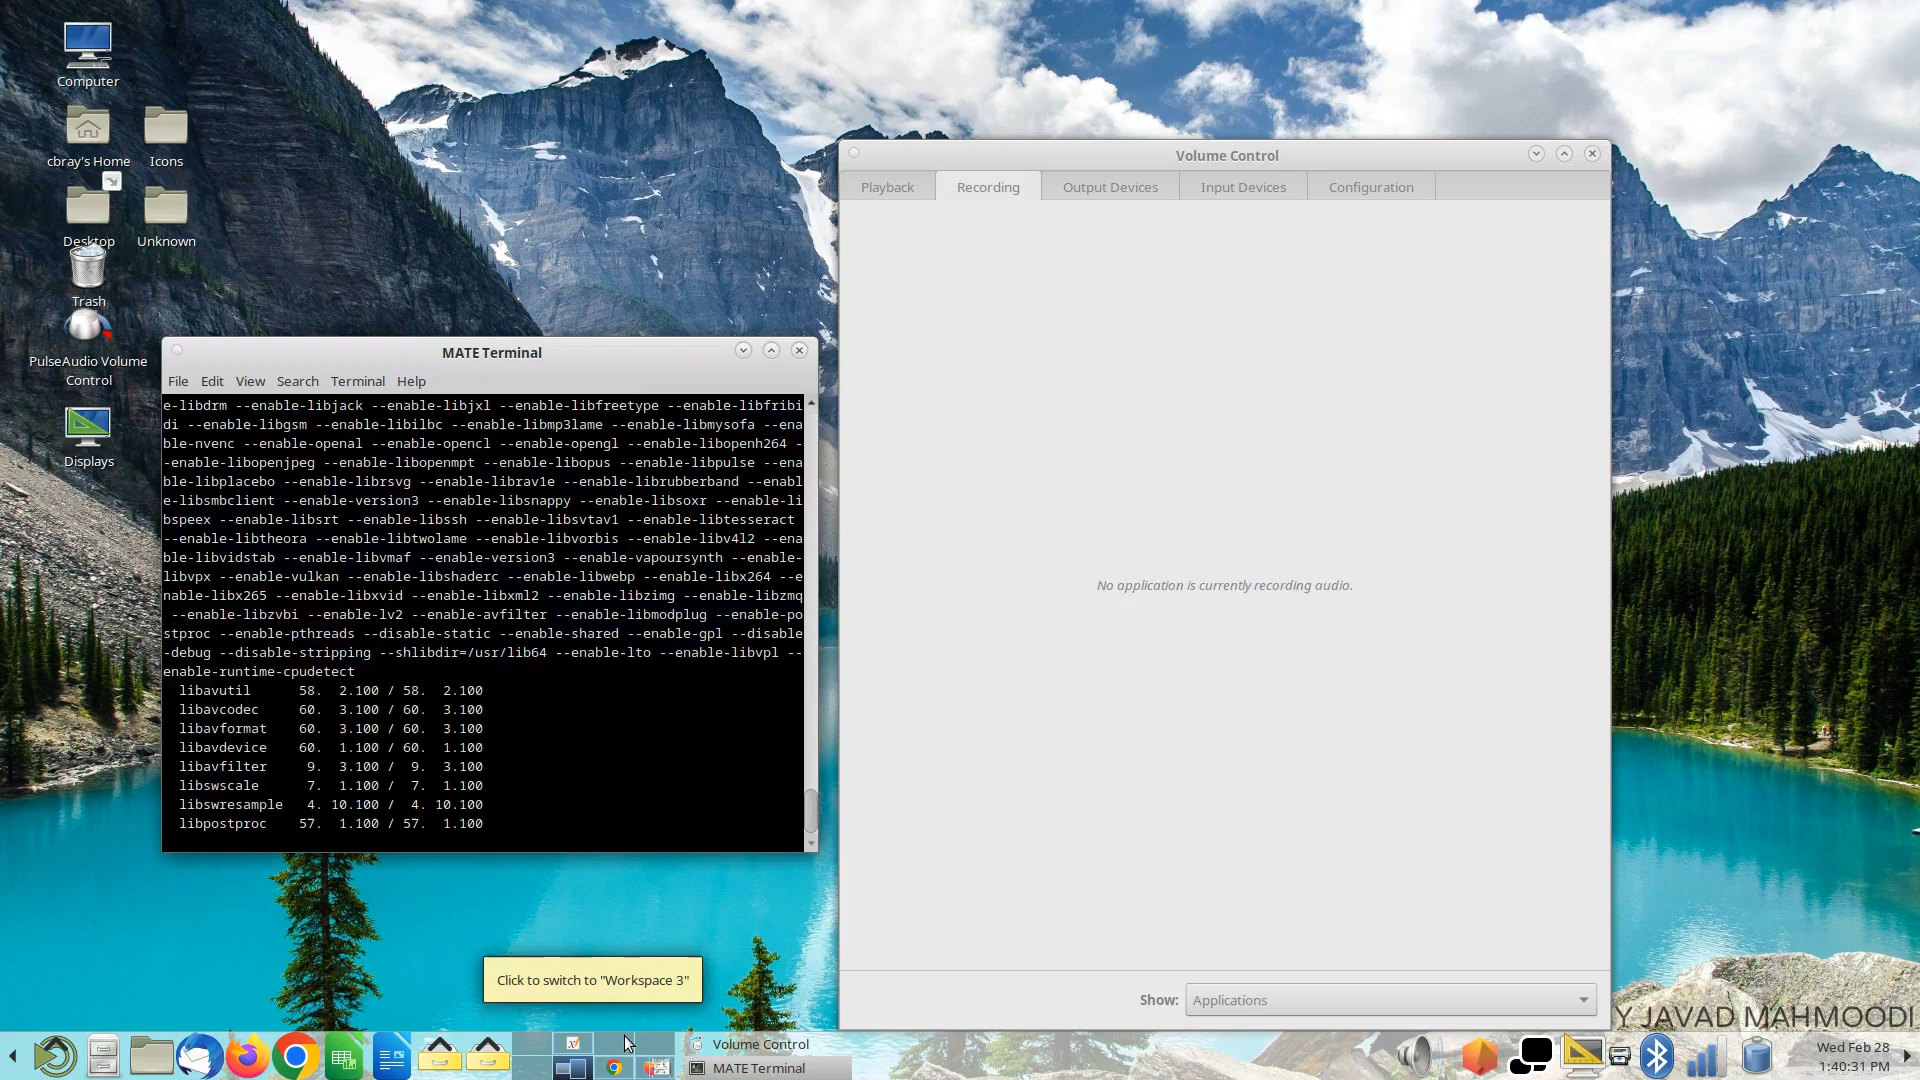 Computer
cbray's Home
Icons
Desktop
Unknown
Trash
PulseAudio Volume
Control
Displays
MATE Terminal
File Edit View Search Terminal Help
e-libdrm --enable-libjack --enable-libjxl --enable-libfreetype --enable-libfribi
di --enable-libgsm --enable-libilbc --enable-libmp3lame --enable-libmysofa --ena
ble-nvenc --enable-openal --enable-opencl --enable-opengl --enable-libopenh264 -
-enable-libopenjpeg --enable-libopenmpt --enable-libopus --enable-libpulse --ena
ble-libplacebo --enable-librsvg --enable-librav1e --enable-librubberband --enabl
e-libsmbclient --enable-version3 --enable-libsnappy --enable-libsoxr --enable-li
bspeex --enable-libsrt --enable-libssh --enable-libsvtav1 --enable-libtesseract
--enable-libtheora --enable-libtwolame --enable-libvorbis --enable-libv4l2 --ena
ble-libvidstab --enable-libvmaf --enable-version3 --enable-vapoursynth --enable-
libvpx --enable-vulkan --enable-libshaderc --enable-libwebp --enable-libx264 --e
nable-libx265 --enable-libxvid --enable-libxml2 --enable-libzimg --enable-libzmq
--enable-libzvbi --enable-lv2 --enable-avfilter --enable-libmodplug --enable-po
stproc --enable-pthreads --disable-static --enable-shared --enable-gpl --disable
-debug --disable-stripping --shlibdir=/usr/lib64 --enable-lto --enable-libvpl --
enable-runtime-cpudetect
libavutil 58. 2.100 / 58. 2.100
libavcodec 60. 3.100 / 60. 3.100
libavformat 60. 3.100 / 60. 3.100
libavdevice 60. 1.100 / 60. 1.100
libavfilter 9. 3.100 / 9. 3.100
libswscale 7. 1.100 / 7. 1.100
libswresample 4. 10.100 / 4. 10.100
libpostproc 57. 1.100 / 57. 1.100
Volume Control
Playback Recording Output Devices Input Devices Configuration
No application is currently recording audio.
Show: Applications
Click to switch to "Workspace 3"
Y JAVAD MAHMOODI
Volume Control
MATE Terminal
Wed Feb 28
1:40:31 PM